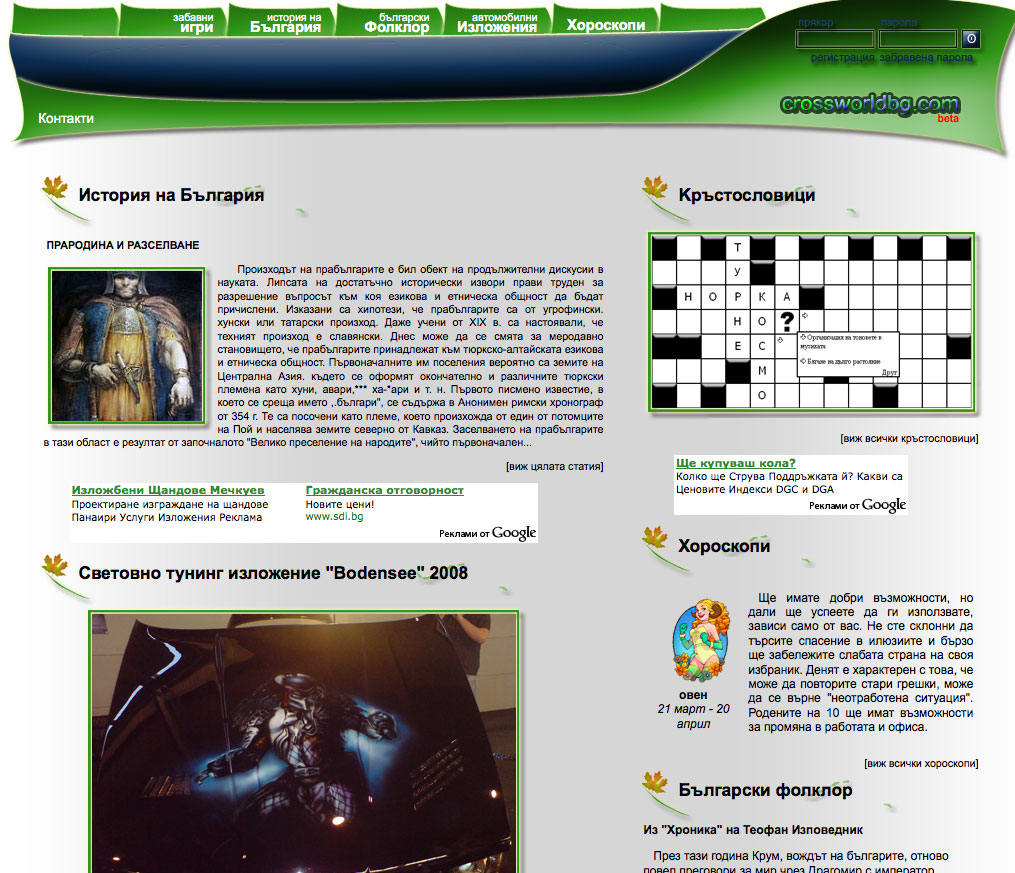 забавни
игри
история на
България
български
Фолклор
автомобилни
Изложения
Хороскопи
прякор парола
регистрация, забравена парола
Контакти
crossworldbg.com
beta
История на България
ПРАРОДИНА И РАЗСЕЛВАНЕ
Произходът на прабългарите е бил обект на продължителни дискусии в
науката. Липсата на достатъчно исторически извори прави труден за
разрешение въпросът към коя езикова и етническа общност да бъдат
причислени. Изказани са хипотези, че прабългарите са от угрофински.
хунски или татарски произход. Даже учени от XIX в. са настоявали, че
техният произход е славянски. Днес може да се смята за меродавно
становището, че прабългарите принадлежат към тюркско-алтайската езикова
и етническа общност. Първоначалните им поселения вероятно са земите на
Централна Азия. където се оформят окончателно и различните тюркски
племена като хуни, авари,*** ха-*ари и т. н. Първото писмено известие, в
което се среща името ,.българи", се съдържа в Анонимен римски хронограф
от 354 г. Те са посочени като племе, което произхожда от един от потомците
на Пой и населява земите северно от Кавказ. Заселването на прабългарите
в тази област е резултат от започналото "Велико преселение на народите", чийто първоначален...
[виж цялата статия]
Изложбени Щандове Мечкуев
Проектиране изграждане на щандове
Панаири Услуги Изложения Реклама
Гражданска отговорност
Новите цени!
www.sdi.bg
Реклами от Google
Световно тунинг изложение "Bodensee" 2008
Кръстословици
Т
У
Н О Р К А
Н О ?
Е С
М
О
Организация на тоновете в
музиката
Бягане на дълго разстояние
Друг
[виж всички кръстословици]
Ще купуваш кола?
Колко ще Струва Поддръжката й? Какви са
Ценовите Индекси DGC и DGA
Реклами от Google
Хороскопи
овен
21 март - 20
април
Ще имате добри възможности, но
дали ще успеете да ги използвате,
зависи само от вас. Не сте склонни да
търсите спасение в илюзиите и бързо
ще забележите слабата страна на своя
избраник. Денят е характерен с това, че
може да повторите стари грешки, може
да се върне "неотработена ситуация".
Родените на 10 ще имат възможности
за промяна в работата и офиса.
[виж всички хороскопи]
Български фолклор
Из "Хроника" на Теофан Изповедник
През тази година Крум, вождът на българите, отново
повел преговори за мир чрез Драгомир с император